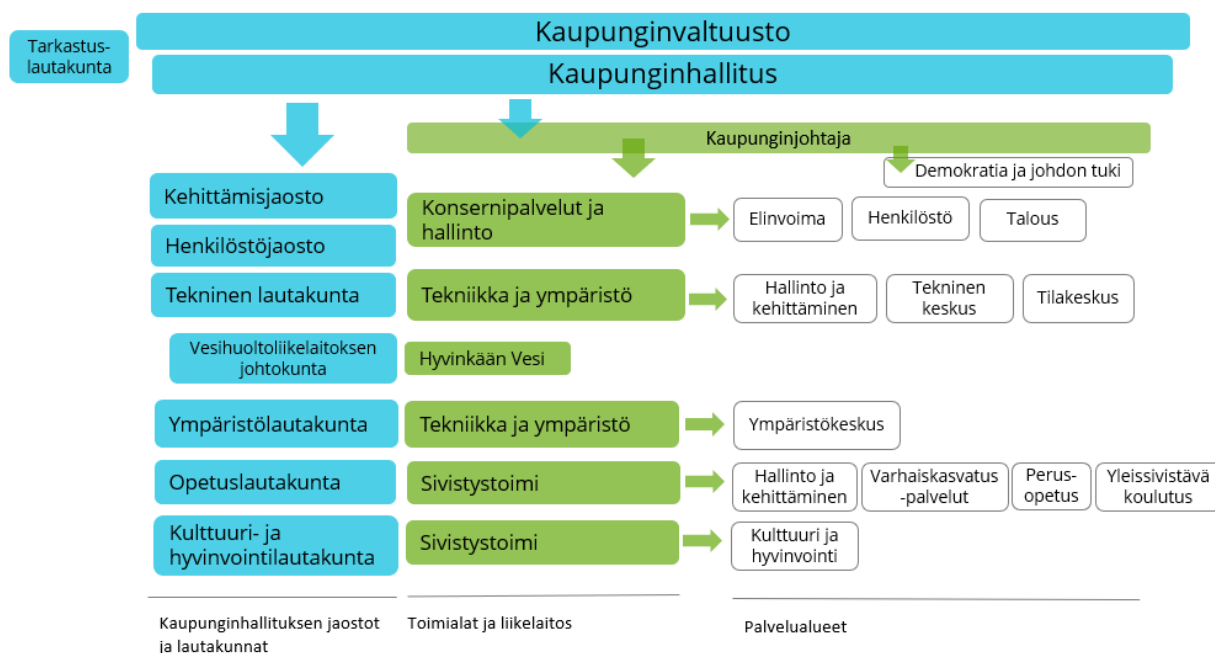 Kaupunginvaltuusto
Tarkastus-
lautakunta
Kaupunginhallitus
Kaupunginjohtaja
Demokratia ja johdon tuki
Kehittämisjaosto
Konsernipalvelut ja
hallinto
Elinvoima
Henkilöstö
Talous
Henkilöstöjaosto
Tekninen lautakunta
Tekniikka ja ympäristö
Hallinto ja
kehittäminen
Tekninen
keskus
Tilakeskus
Vesihuoltoliikelaitoksen
johtokunta
Hyvinkään Vesi
Ympäristölautakunta
Tekniikka ja ympäristö
Ympäristökeskus
Opetuslautakunta
Sivistystoimi
Hallinto ja
kehittäminen
Varhaiskasvatus
-palvelut
Perus-
opetus
Yleissivistävä
koulutus
Kulttuuri- ja
hyvinvointilautakunta
Sivistystoimi
Kulttuuri ja
hyvinvointi
Kaupunginhallituksen jaostot
ja lautakunnat
Toimialat ja liikelaitos
Palvelualueet